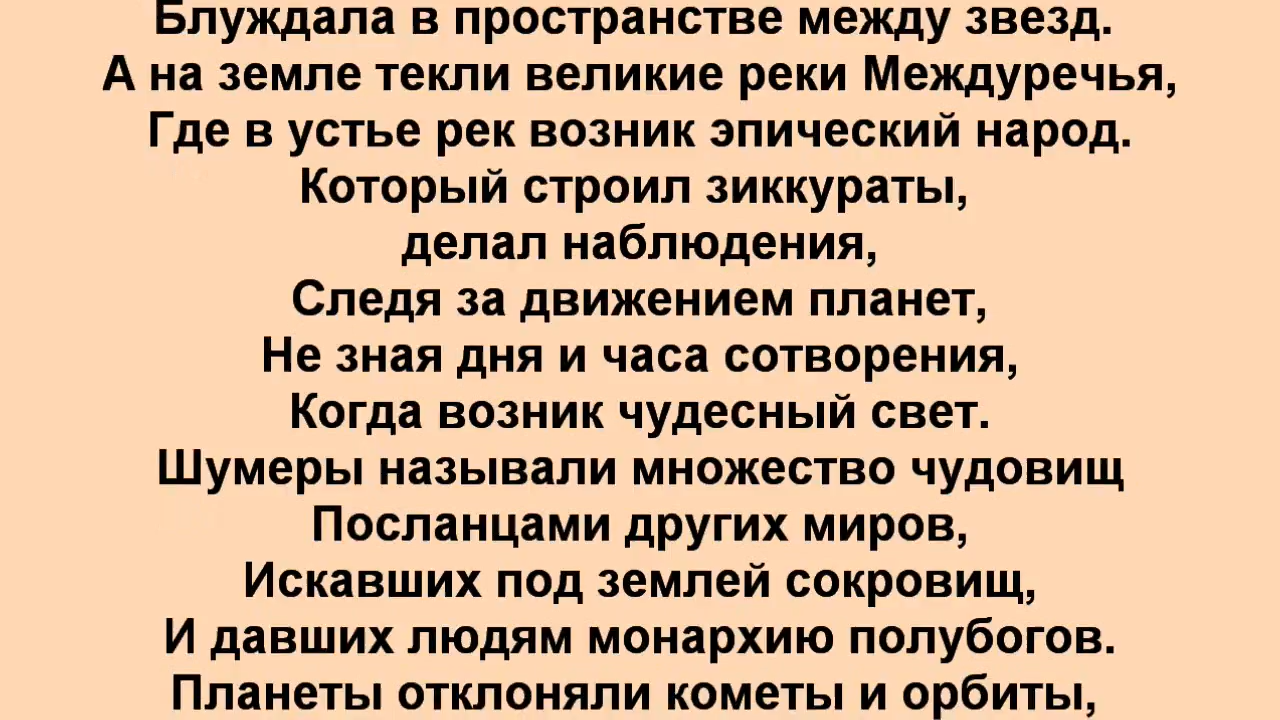 Блуждала в пространстве между звезд.
А на земле текли великие реки Междуречья,
Где в устье рек возник эпический народ.
Который строил зиккураты,
делал наблюдения,
Следя за движением планет,
Не зная дня и часа сотворения,
Когда возник чудесный свет.
Шумеры называли множество чудовищ
Посланцами других миров,
Искавших под землей сокровищ,
И давших людям монархию полубогов.
Планеты отклоняли кометы и орбиты,